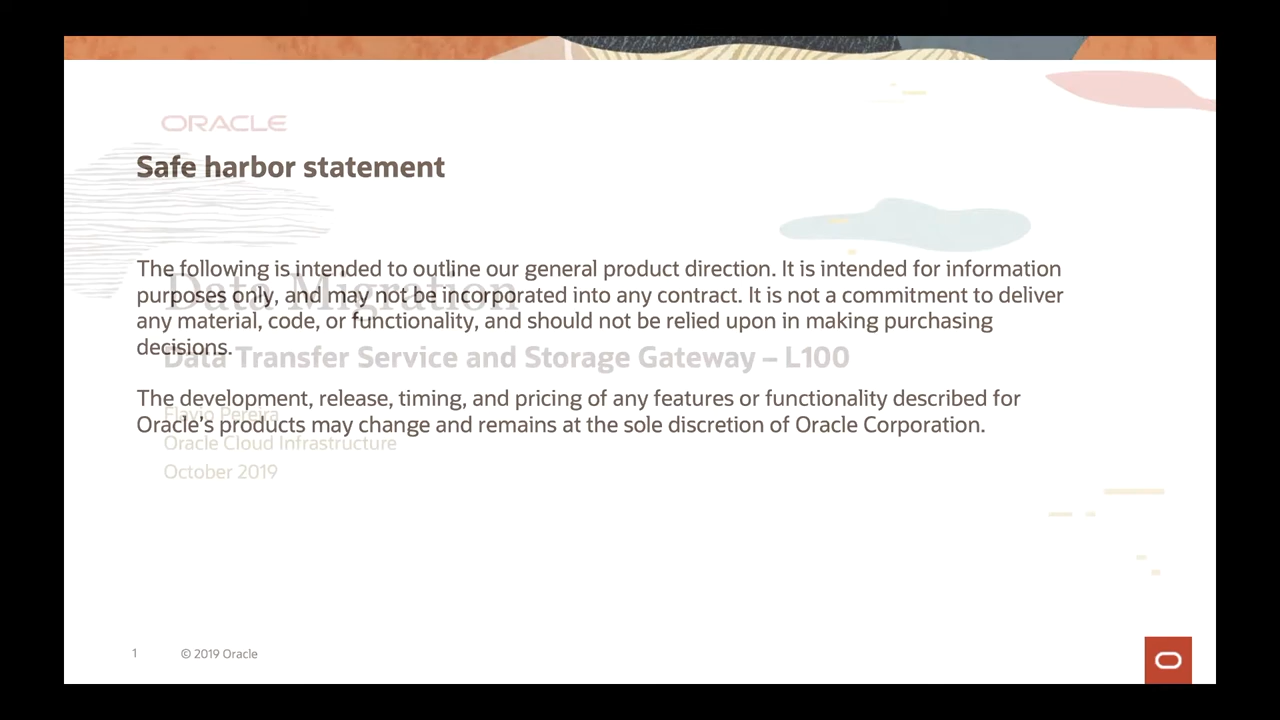 ORACLE
Safe harbor statement
The following is intended to outline our general product direction. It is intended for information
purposes only, and may not be incorporated into any contract. It is not a commitment to deliver
any material, code, or functionality, and should not be relied upon in making purchasing
decisions.
Data Migration
Data Transfer Service and Storage Gateway – L100
The development, release, timing, and pricing of any features or functionality described for
Oracle’s products may change and remains at the sole discretion of Oracle Corporation.
Flavio Pereira
Oracle Cloud Infrastructure
October 2019
1 © 2019 Oracle